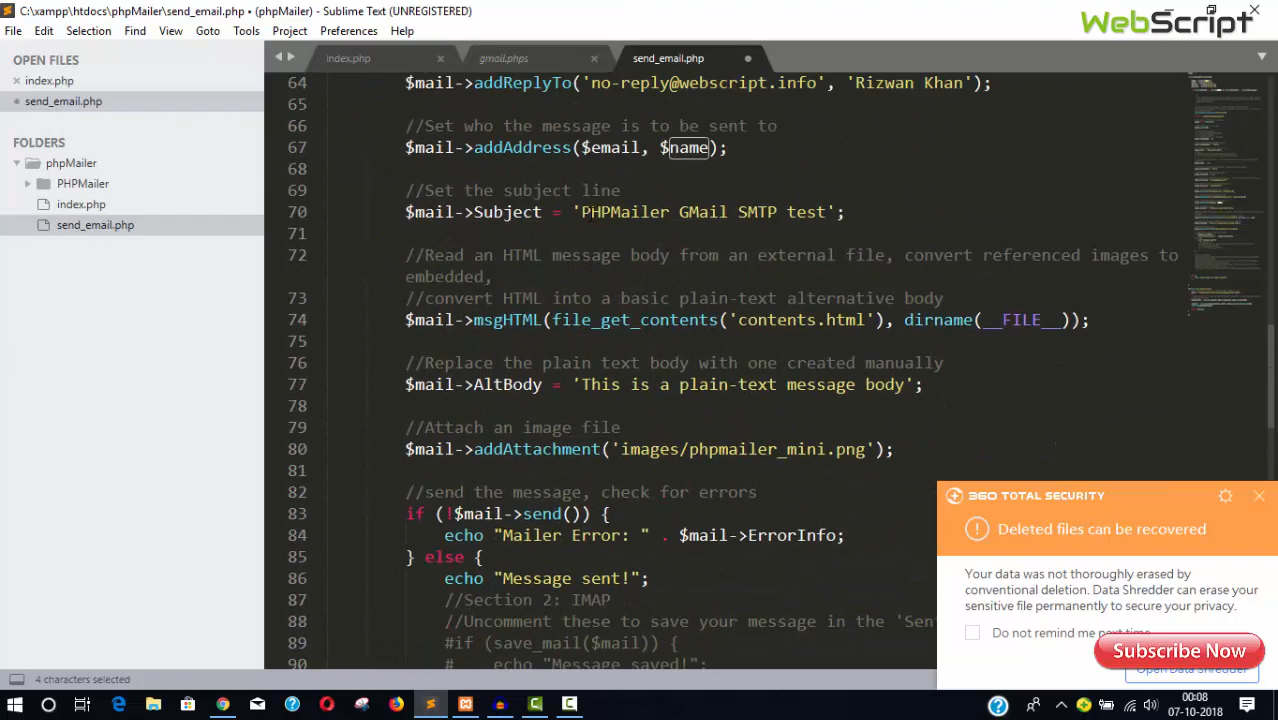 C:\xampp\htdocs\phpMailer\send_email.php • (phpMailer) - Sublime Text (UNREGISTERED)
WebScript
File Edit Selection Find View Goto Tools Project Preferences Help
OPEN FILES
index.php
send_email.php
FOLDERS
phpMailer
PHPMailer
index.php
send_email.php
index.php gmail.phps send_email.php
64 $mail->addReplyTo('no-reply@webscript.info', 'Rizwan Khan');
65
66 //Set who the message is to be sent to
67 $mail->addAddress($email, $name);
68
69 //Set the subject line
70 $mail->Subject = 'PHPMailer GMail SMTP test';
71
72 //Read an HTML message body from an external file, convert referenced images to
embedded,
73 //convert HTML into a basic plain-text alternative body
74 $mail->msgHTML(file_get_contents('contents.html'), dirname(__FILE__));
75
76 //Replace the plain text body with one created manually
77 $mail->AltBody = 'This is a plain-text message body';
78
79 //Attach an image file
80 $mail->addAttachment('images/phpmailer_mini.png');
81
82 //send the message, check for errors
83 if (!$mail->send()) {
84 echo "Mailer Error: " . $mail->ErrorInfo;
85 } else {
86 echo "Message sent!";
87 //Section 2: IMAP
88 //Uncomment these to save your message in the 'Sen
89 #if (save_mail($mail)) {
90 # echo "Message saved!";
360 TOTAL SECURITY
Deleted files can be recovered
Your data was not thoroughly erased by
conventional deletion. Data Shredder can erase your
sensitive file permanently to secure your privacy.
Do not remind me next time
Subscribe Now
Open Data Shredder
4 characters selected
00:08
07-10-2018